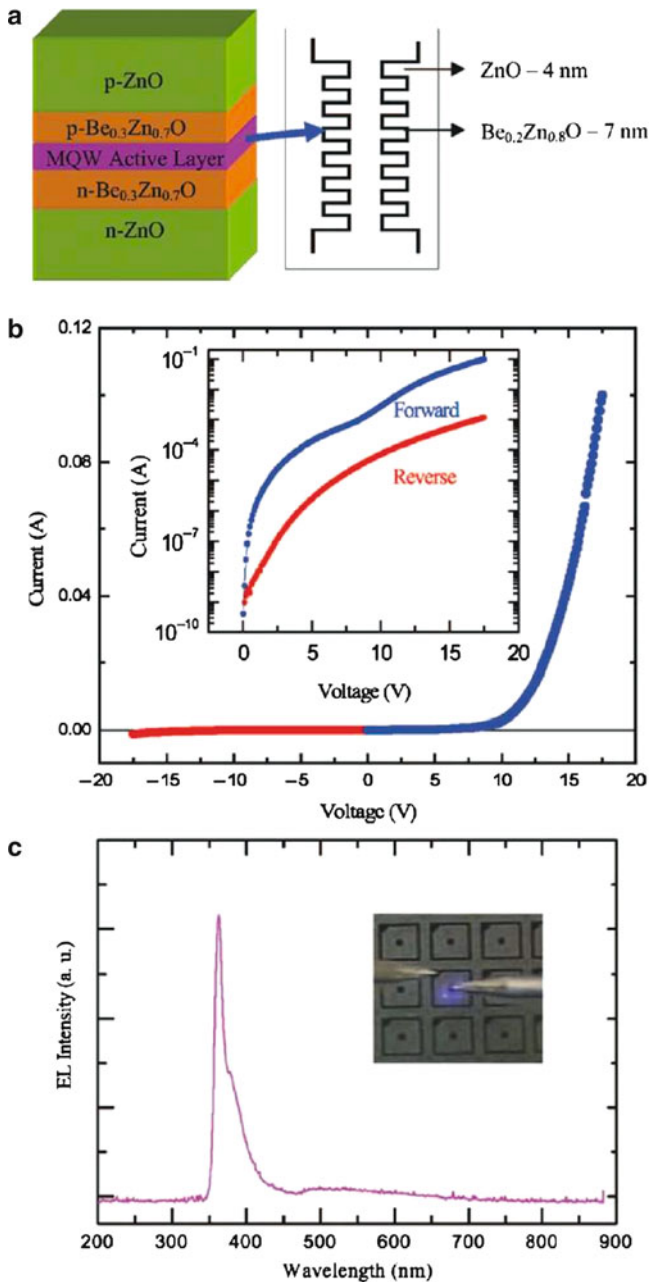 a
p-ZnO
p-Be0.3Zn0.7O
MQW Active Layer
n-Be0.3Zn0.7O
n-ZnO
ZnO – 4 nm
Be0.2Zn0.8O – 7 nm
b
0.12
0.08
0.04
0.00
Current (A)
–20 –15 –10 –5 0 5 10 15 20
Voltage (V)
10-1
10-4
10-7
10-10
Current (A)
Forward
Reverse
0 5 10 15 20
Voltage (V)
c
EL Intensity (a. u.)
200 300 400 500 600 700 800 900
Wavelength (nm)